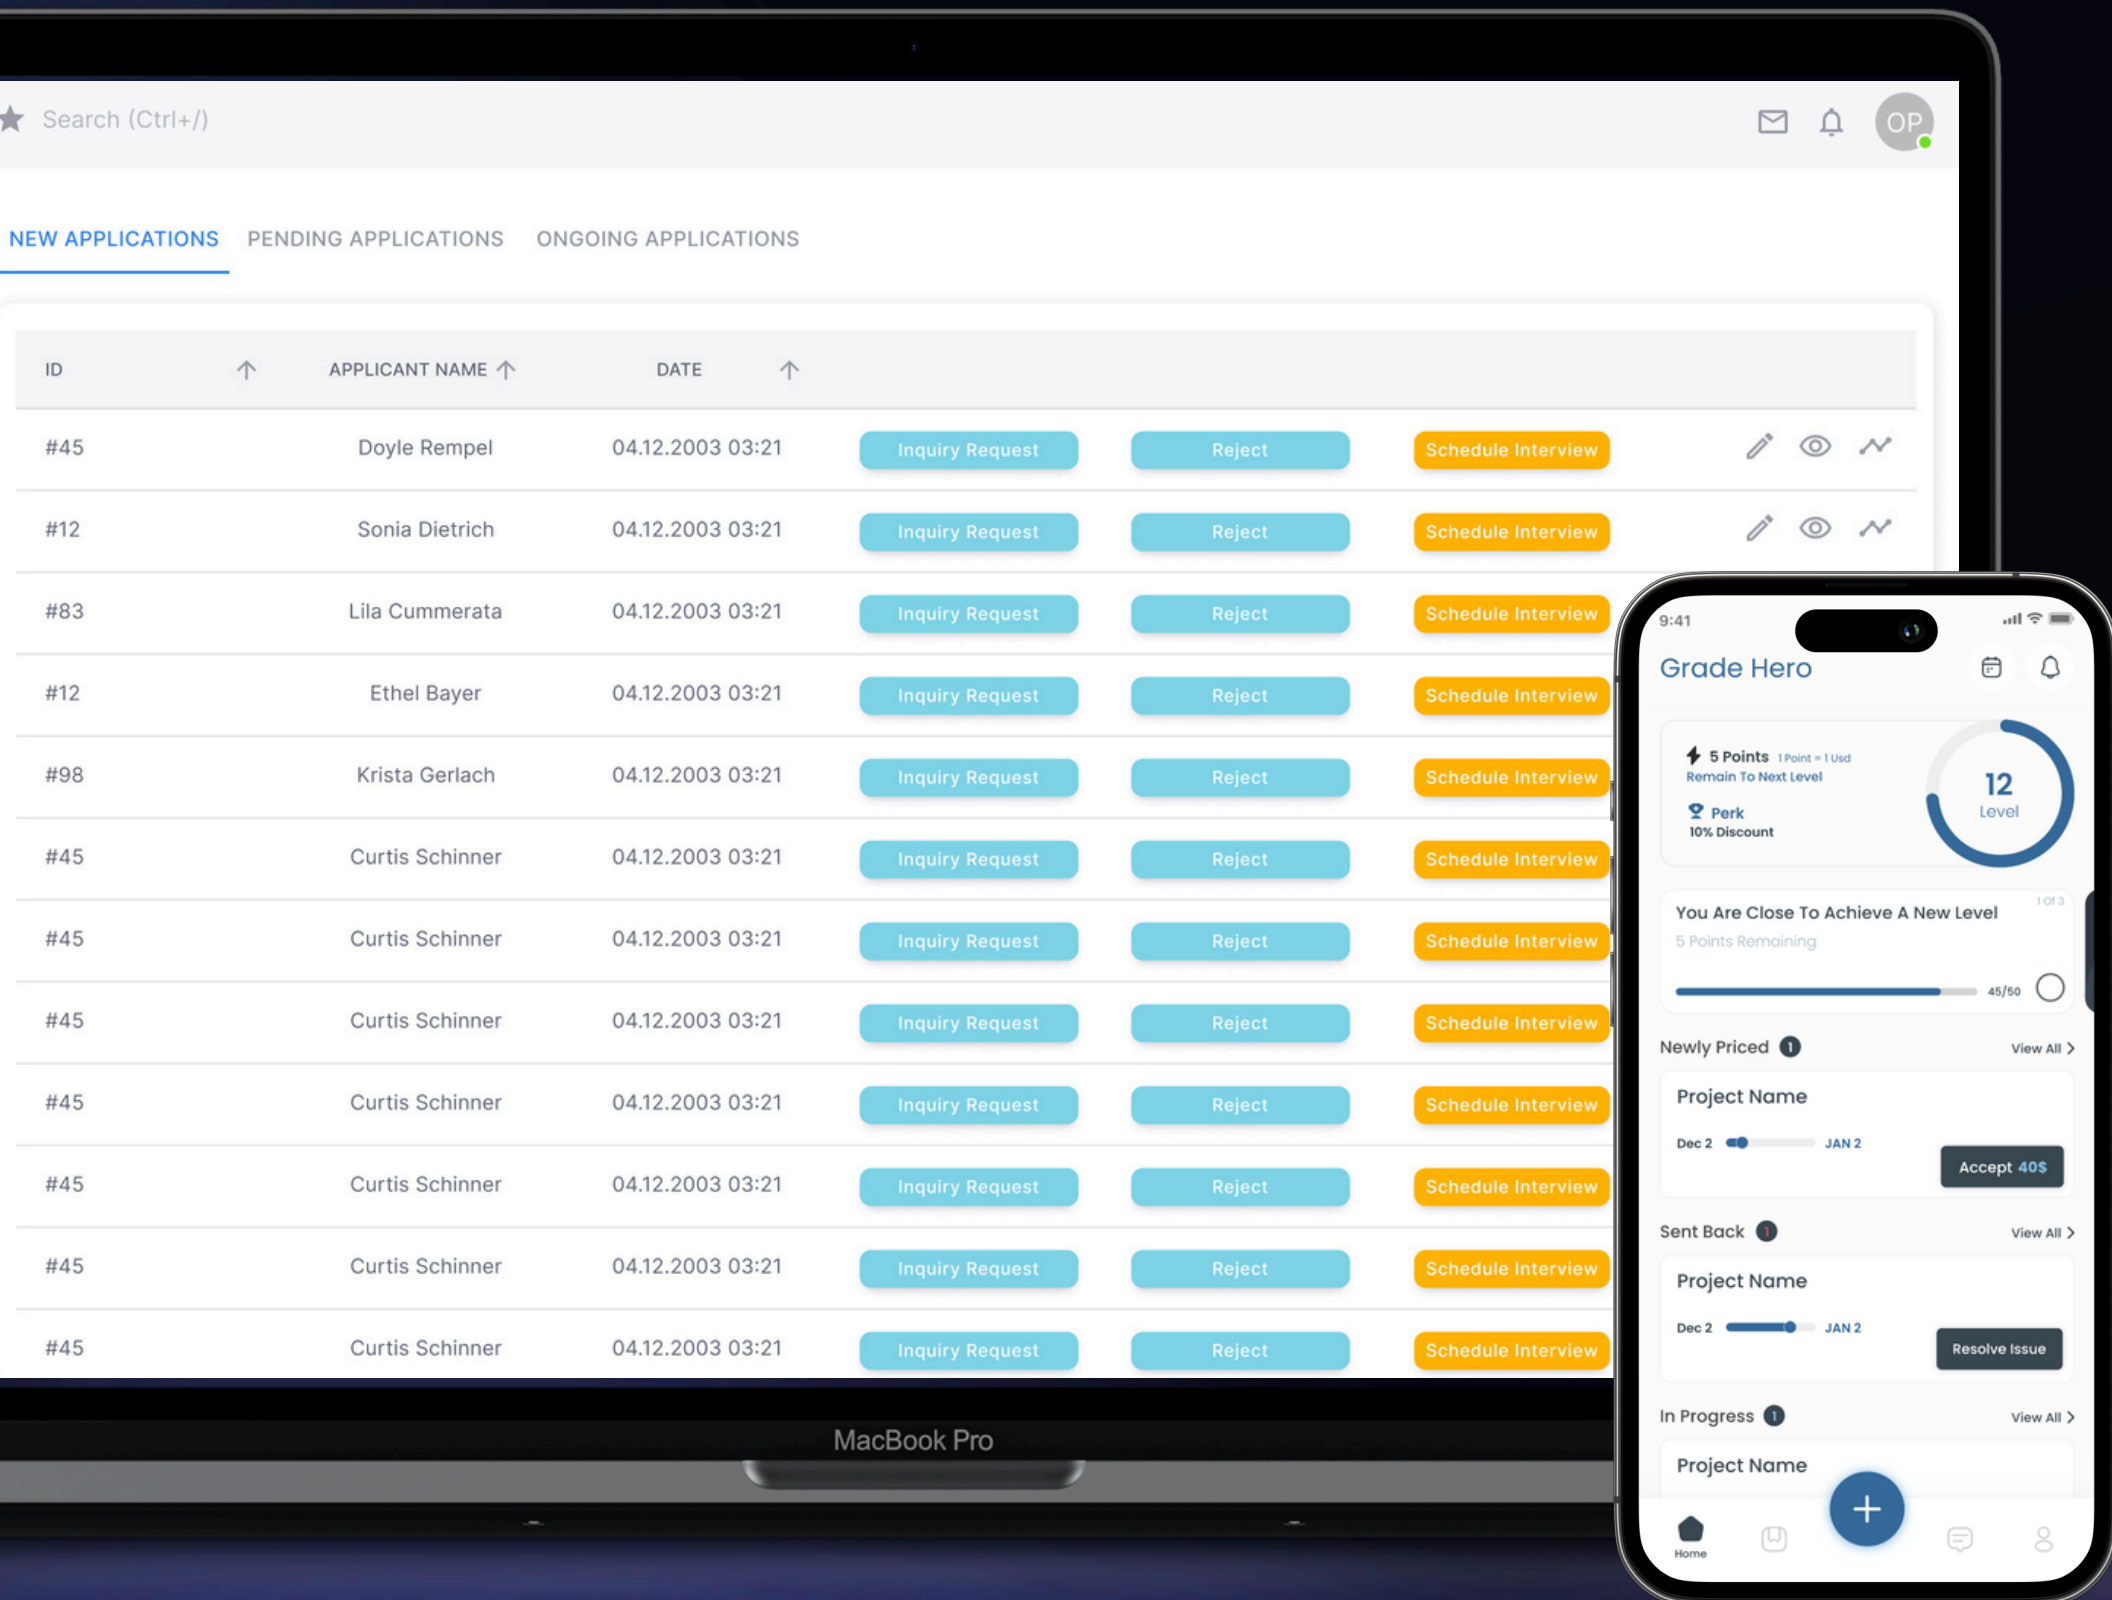 Search (Ctrl+/)
OP
NEW APPLICATIONS PENDING APPLICATIONS ONGOING APPLICATIONS
ID APPLICANT NAME DATE
#45 Doyle Rempel 04.12.2003 03:21 Inquiry Request Reject Schedule Interview
#12 Sonia Dietrich 04.12.2003 03:21 Inquiry Request Reject Schedule Interview
#83 Lila Cummerata 04.12.2003 03:21 Inquiry Request Reject Schedule Interview
#12 Ethel Bayer 04.12.2003 03:21 Inquiry Request Reject Schedule Interview
#98 Krista Gerlach 04.12.2003 03:21 Inquiry Request Reject Schedule Interview
#45 Curtis Schinner 04.12.2003 03:21 Inquiry Request Reject Schedule Interview
#45 Curtis Schinner 04.12.2003 03:21 Inquiry Request Reject Schedule Interview
#45 Curtis Schinner 04.12.2003 03:21 Inquiry Request Reject Schedule Interview
#45 Curtis Schinner 04.12.2003 03:21 Inquiry Request Reject Schedule Interview
#45 Curtis Schinner 04.12.2003 03:21 Inquiry Request Reject Schedule Interview
#45 Curtis Schinner 04.12.2003 03:21 Inquiry Request Reject Schedule Interview
#45 Curtis Schinner 04.12.2003 03:21 Inquiry Request Reject Schedule Interview
MacBook Pro
9:41
Grade Hero
5 Points 1 Point = 1 Usd
Remain To Next Level
Perk
10% Discount
12
Level
1 Of 3
You Are Close To Achieve A New Level
5 Points Remaining
45/50
Newly Priced 1 View All
Project Name
Dec 2 JAN 2
Accept 40$
Sent Back 1 View All
Project Name
Dec 2 JAN 2
Resolve Issue
In Progress 1 View All
Project Name
Home